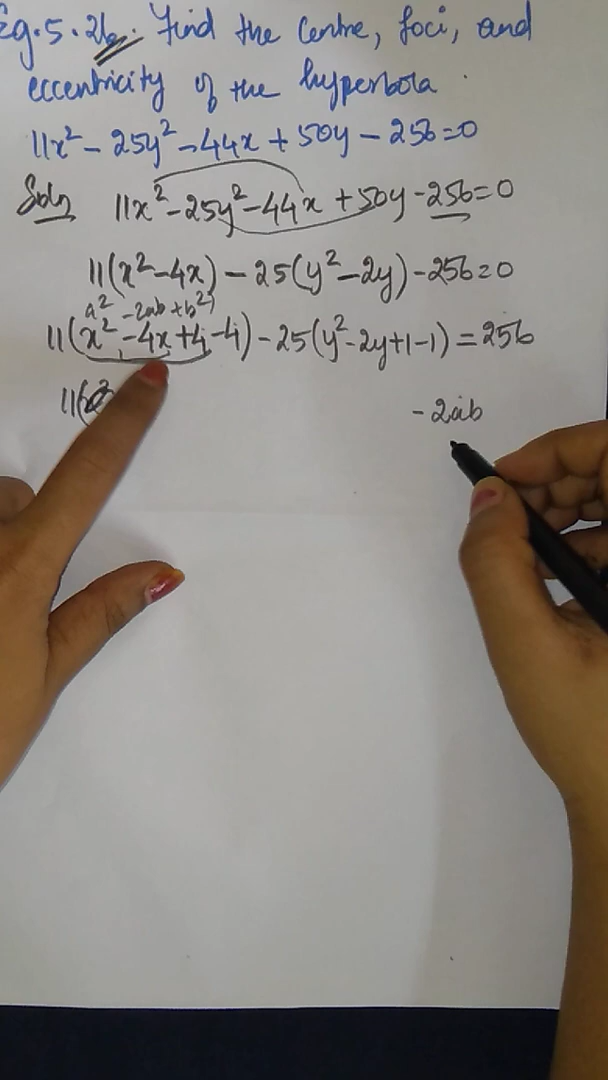 Eg.5.26. Find the Centre, foci, and
eccentricity of the hyperbola.
11x² - 25y² - 44x + 50y - 256 = 0
Soln 11x² - 25y² - 44x + 50y - 256 = 0
11(x² - 4x) - 25(y² - 2y) - 256 = 0
a² - 2ab + b²)
11(x² - 4x + 4 - 4) - 25(y² - 2y + 1 - 1) = 256
11(
- 2ab